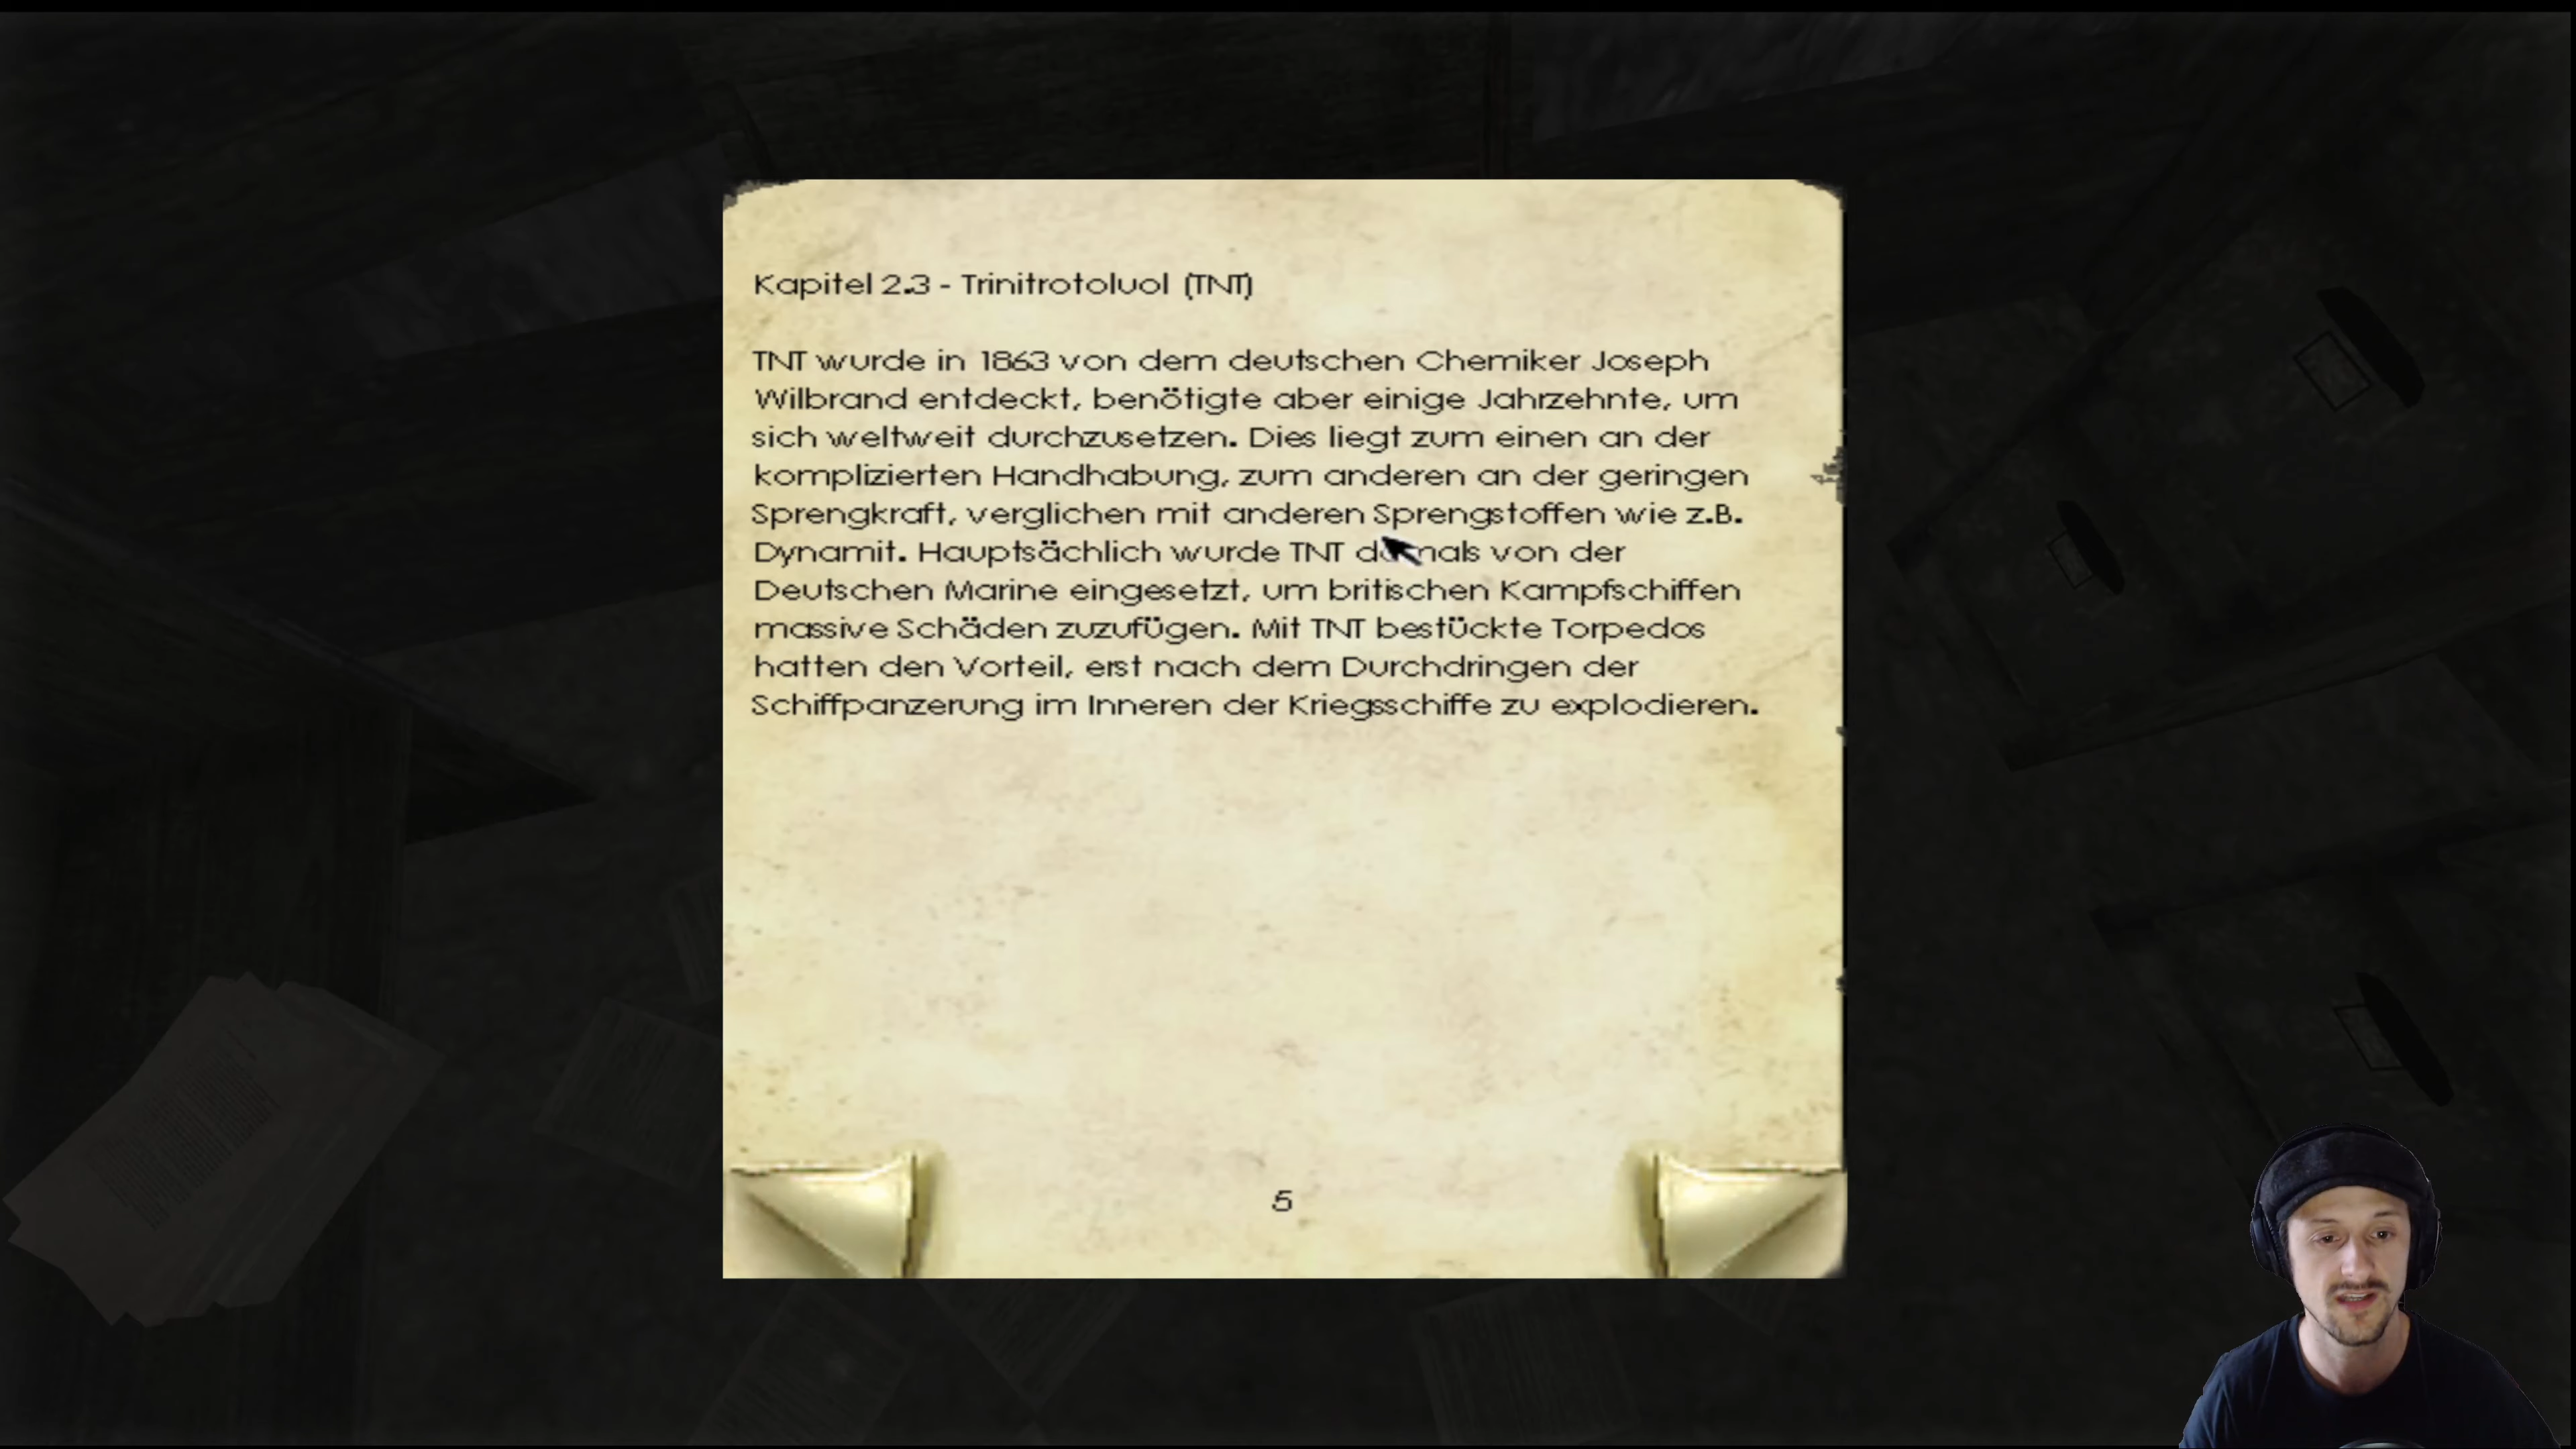 Kapitel 2.3 - Trinitrotoluol (TNT)
TNT wurde in 1863 von dem deutschen Chemiker Joseph
Wilbrand entdeckt, benötigte aber einige Jahrzehnte, um
sich weltweit durchzusetzen. Dies liegt zum einen an der
komplizierten Handhabung, zum anderen an der geringen
Sprengkraft, verglichen mit anderen Sprengstoffen wie z.B.
Dynamit. Hauptsächlich wurde TNT damals von der
Deutschen Marine eingesetzt, um britischen Kampfschiffen
massive Schäden zuzufügen. Mit TNT bestückte Torpedos
hatten den Vorteil, erst nach dem Durchdringen der
Schiffpanzerung im Inneren der Kriegsschiffe zu explodieren.
5